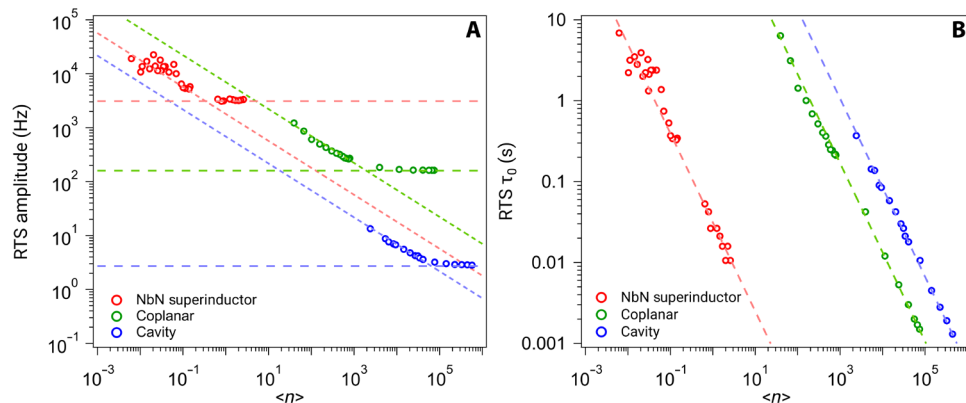 A
RTS amplitude (Hz)
10^5
10^4
10^3
10^2
10^1
10^0
10^−1
NbN superinductor
Coplanar
Cavity
10^−3
10^−1
10^1
10^3
10^5
<n>
B
RTS τ₀ (s)
10
1
0.1
0.01
0.001
NbN superinductor
Coplanar
Cavity
10^−3
10^−1
10^1
10^3
10^5
<n>